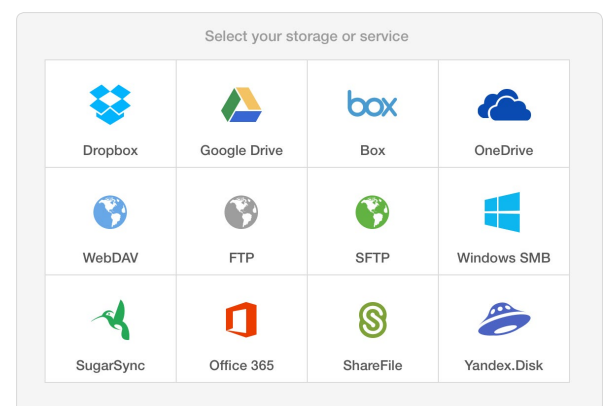 Select your storage or service
box
Dropbox Google Drive Box OneDrive
WebDAV FTP SFTP Windows SMB
SugarSync Office 365 ShareFile Yandex.Disk